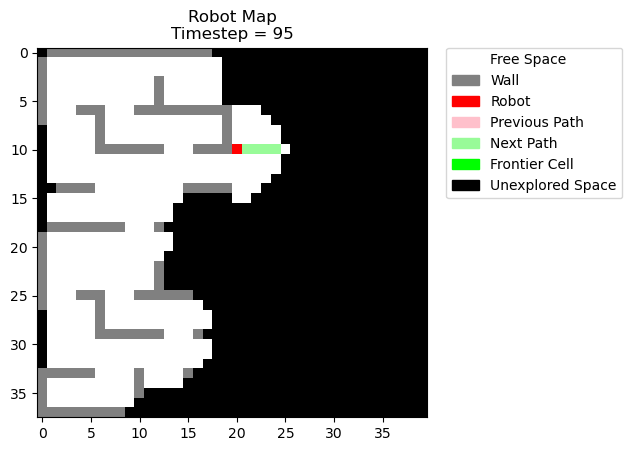 Robot Map
Timestep = 95
0
5
10
15
20
25
30
35
0
5
10
15
20
25
30
35
Free Space
Wall
Robot
Previous Path
Next Path
Frontier Cell
Unexplored Space